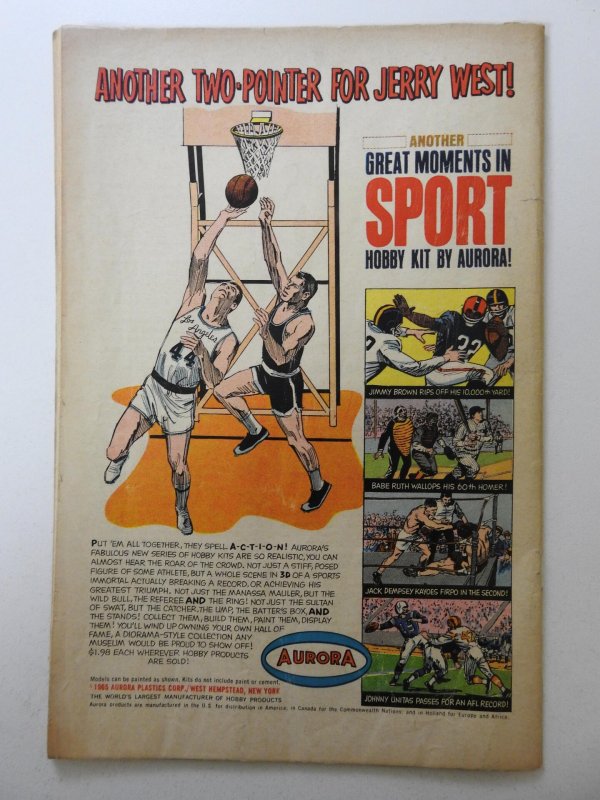 ANOTHER TWO-POINTER FOR JERRY WEST!
ANOTHER
GREAT MOMENTS IN
SPORT
HOBBY KIT BY AURORA!
Los Angeles
44
32
JIMMY BROWN RIPS OFF HIS 10,000th YARD!
BABE RUTH WALLOPS HIS 60th HOMER!
JACK DEMPSEY KAYOES FIRPO IN THE SECOND!
JOHNNY UNITAS PASSES FOR AN AFL RECORD!
PUT 'EM ALL TOGETHER, THEY SPELL A-C-T-I-O-N! AURORA'S
FABULOUS NEW SERIES OF HOBBY KITS ARE SO REALISTIC, YOU CAN
ALMOST HEAR THE ROAR OF THE CROWD. NOT JUST A STIFF, POSED
FIGURE OF SOME ATHLETE, BUT A WHOLE SCENE IN 3D OF A SPORTS
IMMORTAL ACTUALLY BREAKING A RECORD, OR ACHIEVING HIS
GREATEST TRIUMPH. NOT JUST THE MANASSA MAULER, BUT THE
WILD BULL, THE REFEREE AND THE RING! NOT JUST THE SULTAN
OF SWAT, BUT THE CATCHER, THE UMP, THE BATTER'S BOX, AND
THE STANDS! COLLECT THEM, BUILD THEM, PAINT THEM, DISPLAY
THEM! YOU'LL WIND UP OWNING YOUR OWN HALL OF
FAME, A DIORAMA-STYLE COLLECTION ANY
MUSEUM WOULD BE PROUD TO SHOW OFF!
$1.98 EACH WHEREVER HOBBY PRODUCTS
ARE SOLD!
AURORA
Models can be painted as shown. Kits do not include paint or cement.
© 1965 AURORA PLASTICS CORP./WEST HEMPSTEAD, NEW YORK
THE WORLD'S LARGEST MANUFACTURER OF HOBBY PRODUCTS
Aurora products are manufactured in the U.S. for distribution in America, in Canada for the Commonwealth Nations, and in Holland for Europe and Africa.